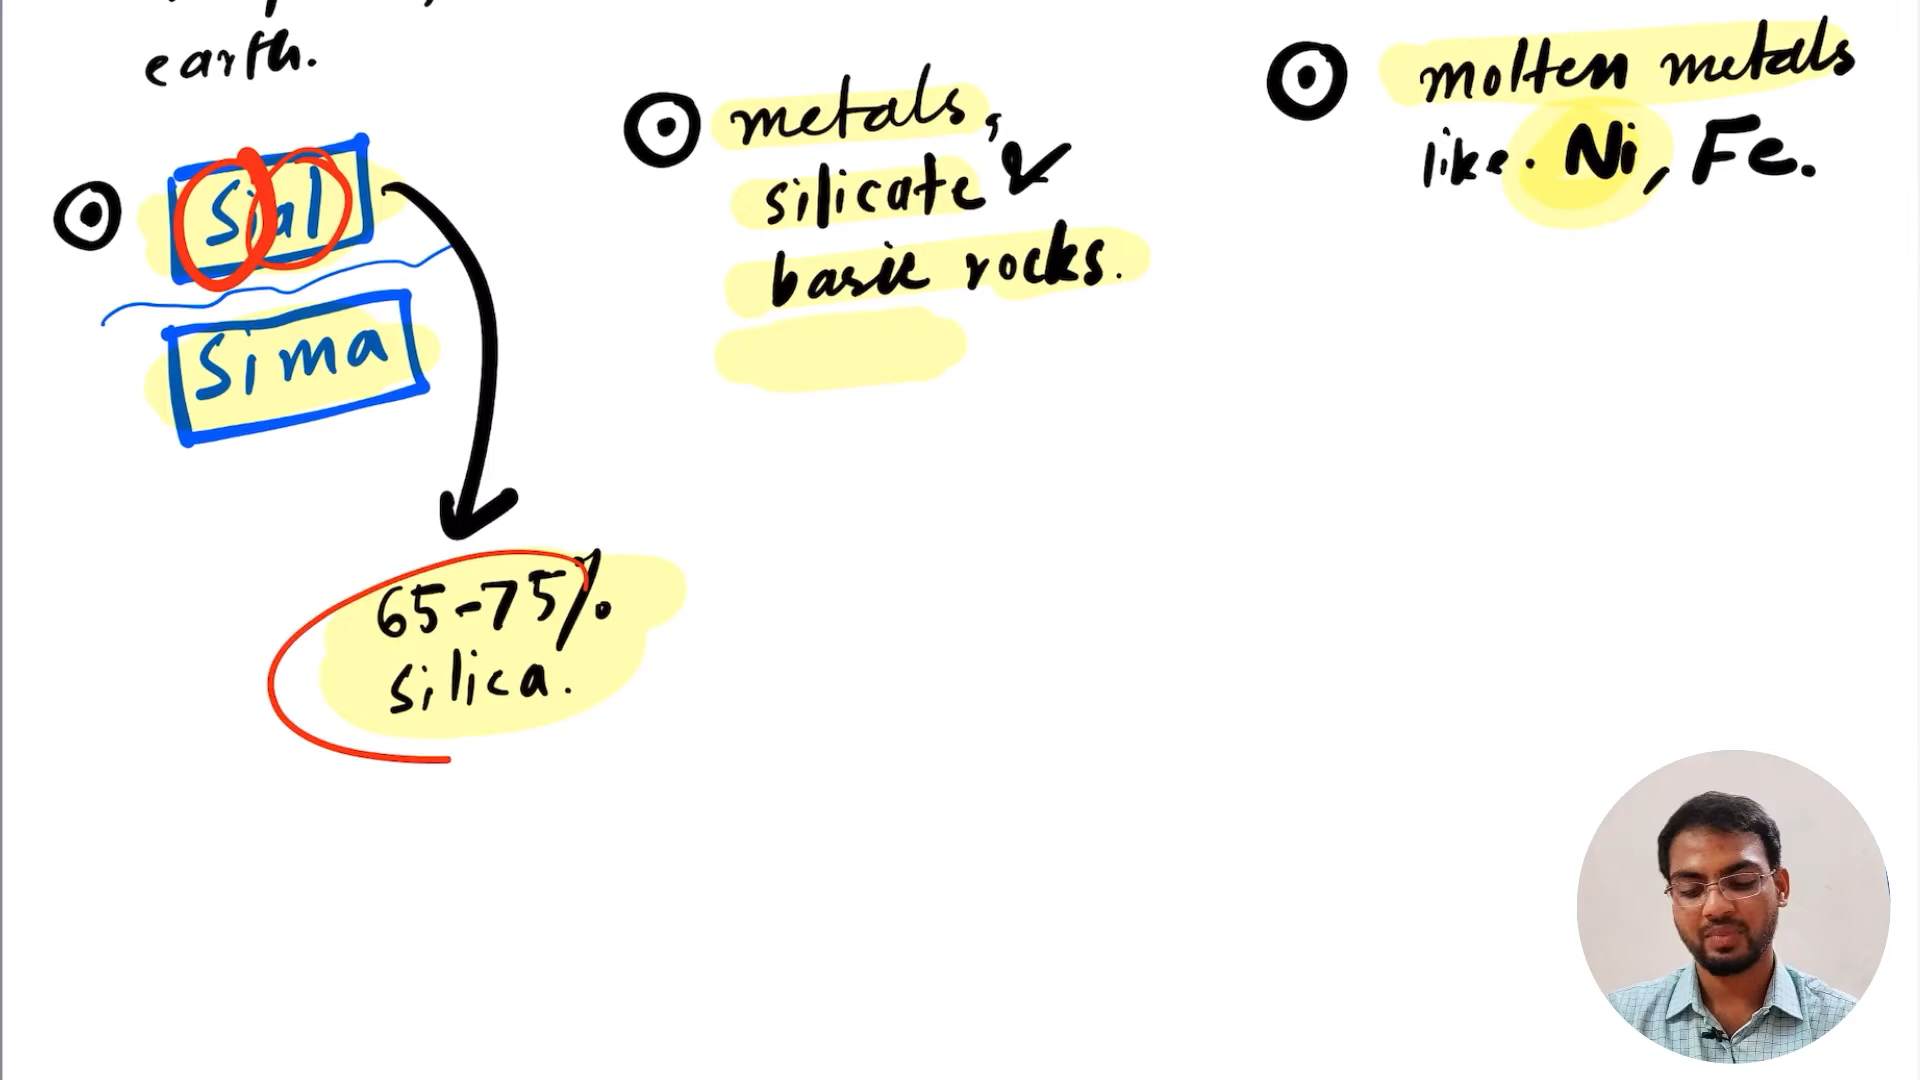 earth.
Sial
Sima
65-75%
silica.
metals,
silicate &
basic rocks.
molten metals
like. Ni, Fe.